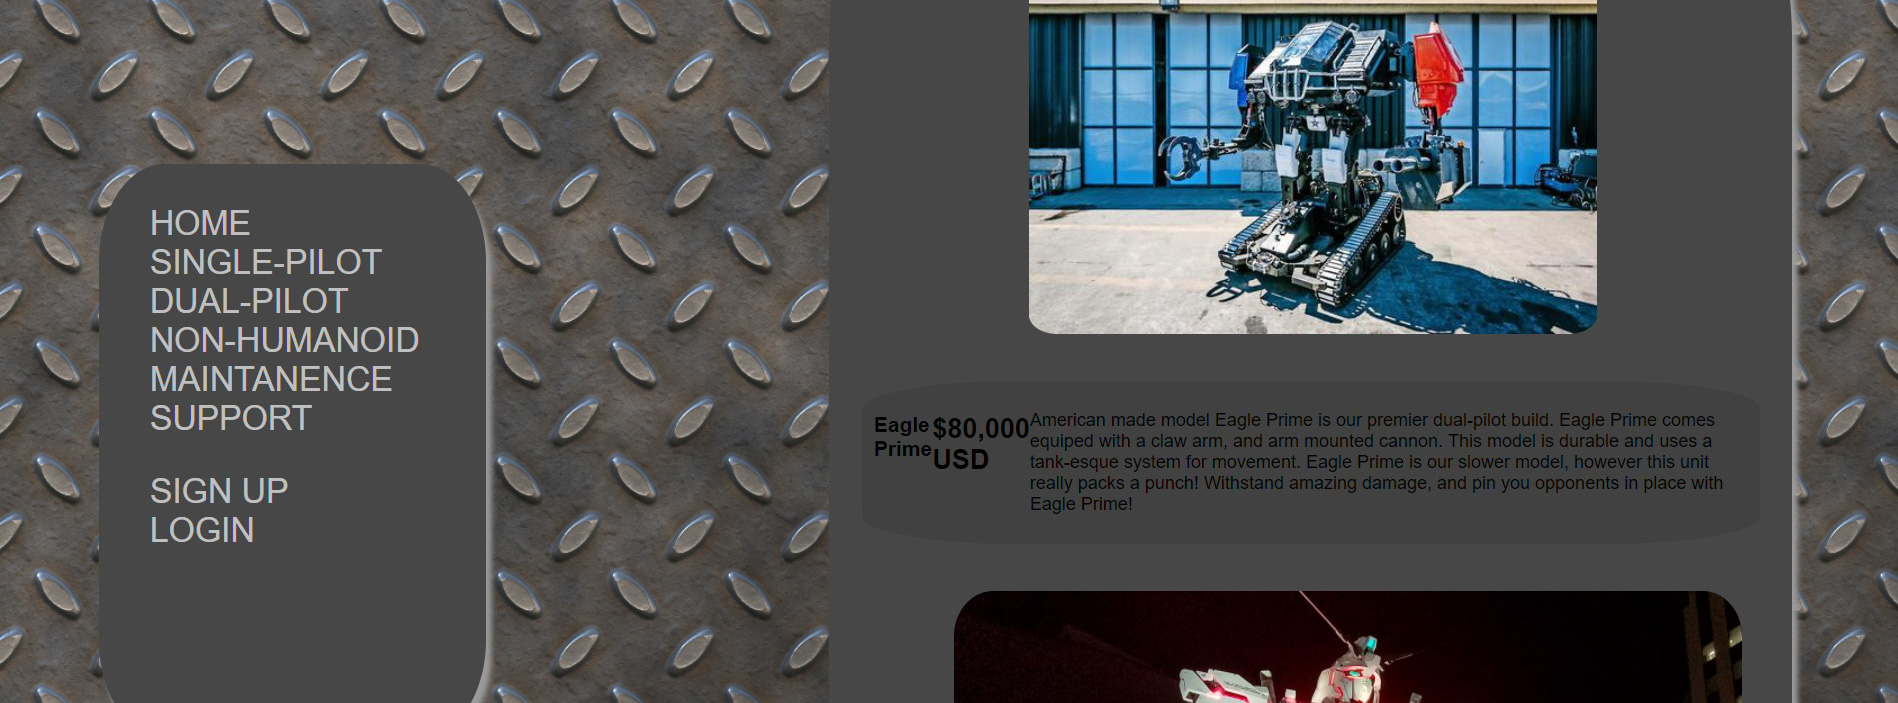 HOME
SINGLE-PILOT
DUAL-PILOT
NON-HUMANOID
MAINTANENCE
SUPPORT
SIGN UP
LOGIN
Eagle
Prime
$80,000
USD
American made model Eagle Prime is our premier dual-pilot build. Eagle Prime comes
equiped with a claw arm, and arm mounted cannon. This model is durable and uses a
tank-esque system for movement. Eagle Prime is our slower model, however this unit
really packs a punch! Withstand amazing damage, and pin you opponents in place with
Eagle Prime!